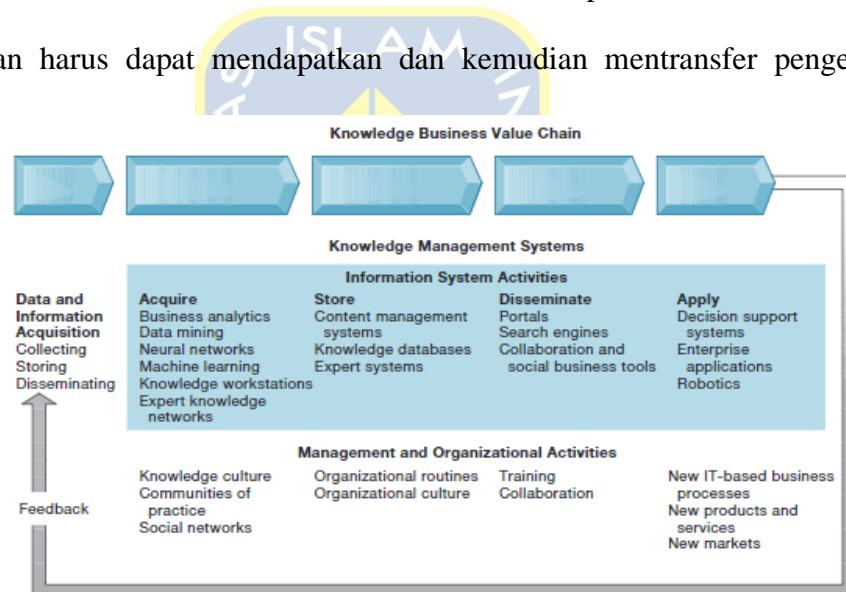 ISLAM
an harus dapat mendapatkan dan kemudian mentransfer penge
Knowledge Business Value Chain
Knowledge Management Systems
Information System Activities
Data and
Information
Acquisition
Collecting
Storing
Disseminating
Acquire
Business analytics
Data mining
Neural networks
Machine learning
Knowledge workstations
Expert knowledge
networks
Store
Content management
systems
Knowledge databases
Expert systems
Disseminate
Portals
Search engines
Collaboration and
social business tools
Apply
Decision support
systems
Enterprise
applications
Robotics
Management and Organizational Activities
Feedback
Knowledge culture
Communities of
practice
Social networks
Organizational routines
Organizational culture
Training
Collaboration
New IT-based business
processes
New products and
services
New markets